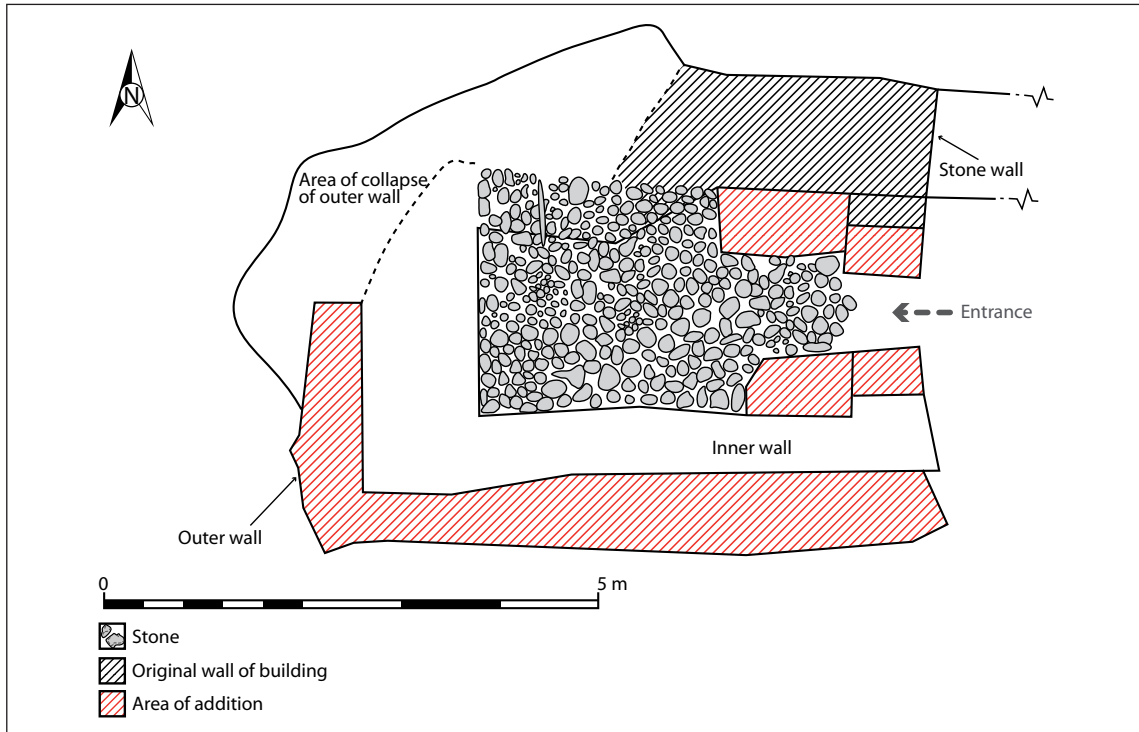 N
Area of collapse
of outer wall
Stone wall
Entrance
Inner wall
Outer wall
0 5 m
Stone
Original wall of building
Area of addition